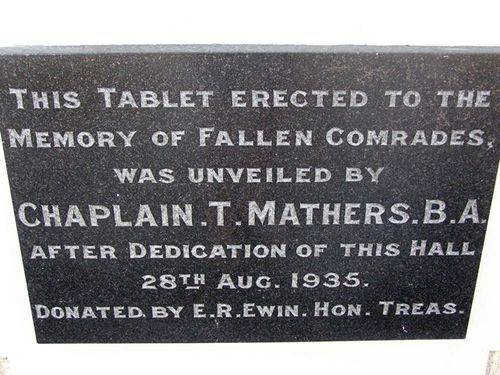 THIS TABLET ERECTED TO THE
MEMORY OF FALLEN COMRADES,
WAS UNVEILED BY
CHAPLAIN.T.MATHERS.B.A.
AFTER DEDICATION OF THIS HALL
28TH AUG. 1935.
DONATED, BY E.R.EWIN. HON. TREAS.